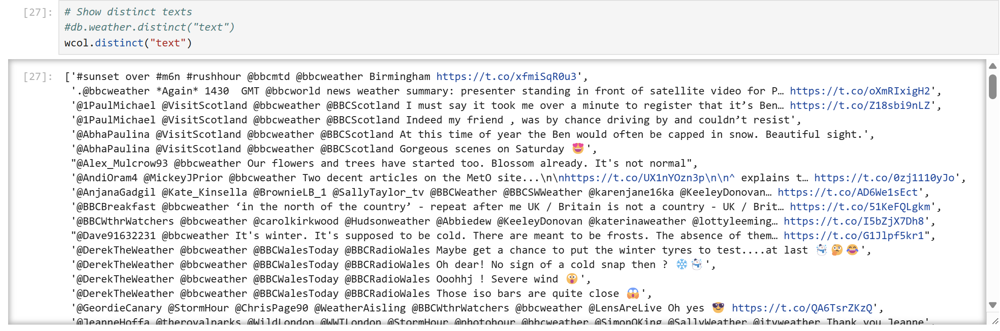 [27]: # Show distinct texts
#db.weather.distinct("text")
wcol.distinct("text")
[27]: ['#sunset over #m6n #rushhour @bbcmtd @bbcweather Birmingham https://t.co/xfmiSqR0u3',
'.@bbcweather *Again* 1430  GMT @bbcworld news weather summary: presenter standing in front of satellite video for P… https://t.co/oXmRIxigH2',
'@1PaulMichael @VisitScotland @bbcweather @BBCScotland I must say it took me over a minute to register that it’s Ben… https://t.co/Z18sbi9nLZ',
'@1PaulMichael @VisitScotland @bbcweather @BBCScotland Indeed my friend , was by chance driving by and couldn’t resist',
'@AbhaPaulina @VisitScotland @bbcweather @BBCScotland At this time of year the Ben would often be capped in snow. Beautiful sight.',
'@AbhaPaulina @VisitScotland @bbcweather @BBCScotland Gorgeous scenes on Saturday 😍',
"@Alex_Mulcrow93 @bbcweather Our flowers and trees have started too. Blossom already. It's not normal",
'@AndiOram4 @MickeyJPrior @bbcweather Two decent articles on the MetO site...\n\nhttps://t.co/UX1nYOzn3p\n\n^ explains t… https://t.co/0zj1110yJo',
'@AnjanaGadgil @Kate_Kinsella @BrownieLB_1 @SallyTaylor_tv @BBCWeather @BBCSWWeather @karenjane16ka @KeeleyDonovan… https://t.co/AD6We1sEct',
'@BBCBreakfast @bbcweather ‘in the north of the country’ - repeat after me UK / Britain is not a country - UK / Brit… https://t.co/51KeFQLgkm',
'@BBCWthrWatchers @bbcweather @carolkirkwood @Hudsonweather @Abbiedew @KeeleyDonovan @katerinaweather @lottyleeming… https://t.co/I5bZjX7Dh8',
"@Dave91632231 @bbcweather It's winter. It's supposed to be cold. There are meant to be frosts. The absence of them… https://t.co/G1Jlpf5kr1",
'@DerekTheWeather @bbcweather @BBCWalesToday @BBCRadioWales Maybe get a chance to put the winter tyres to test....at last ☃️🤔😂',
'@DerekTheWeather @bbcweather @BBCWalesToday @BBCRadioWales Oh dear! No sign of a cold snap then ? ❄️☃️',
'@DerekTheWeather @bbcweather @BBCWalesToday @BBCRadioWales Ooohhj ! Severe wind 😲',
'@DerekTheWeather @bbcweather @BBCWalesToday @BBCRadioWales Those iso bars are quite close 😱',
'@GeordieCanary @StormHour @ChrisPage90 @WeatherAisling @BBCWthrWatchers @bbcweather @LensAreLive Oh yes 😎 https://t.co/QA6TsrZKzQ',
'@JeanneHoffa @theroyalparks @WildLondon @WWTLondon @StormHour @photohour @bbcweather @SimonOKing @SallyWeather @itvweather Thank you Jeanne',